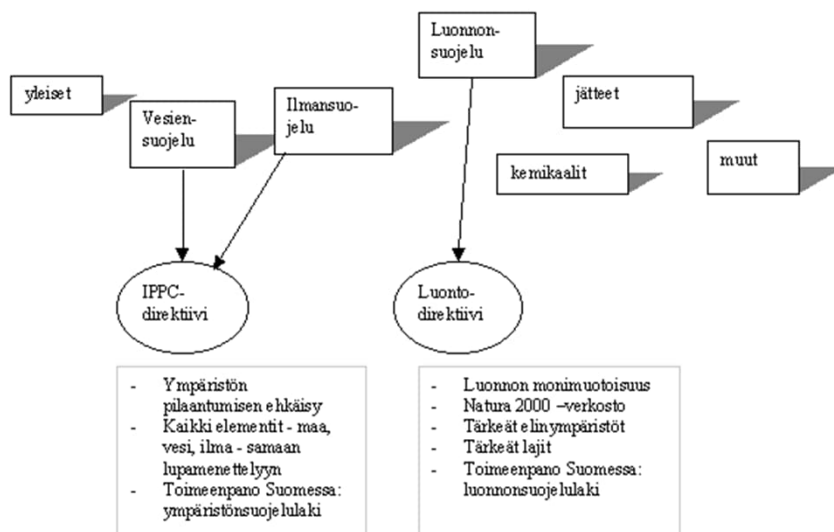 Luonnon-
suojelu
yleiset
Vesien-
suojelu
Ilmansuo-
jelu
jätteet
kemikaalit
muut
IPPC-
direktiivi
Luonto-
direktiivi
- Ympäristön
pilaantumisen ehkäisy
- Kaikki elementit - maa,
vesi, ilma - samaan
lupamenettelyyn
- Toimeenpano Suomessa:
ympäristönsuojelulaki
- Luonnon monimuotoisuus
- Natura 2000 –verkosto
- Tärkeät elinympäristöt
- Tärkeät lajit
- Toimeenpano Suomessa:
luonnonsuojelulaki